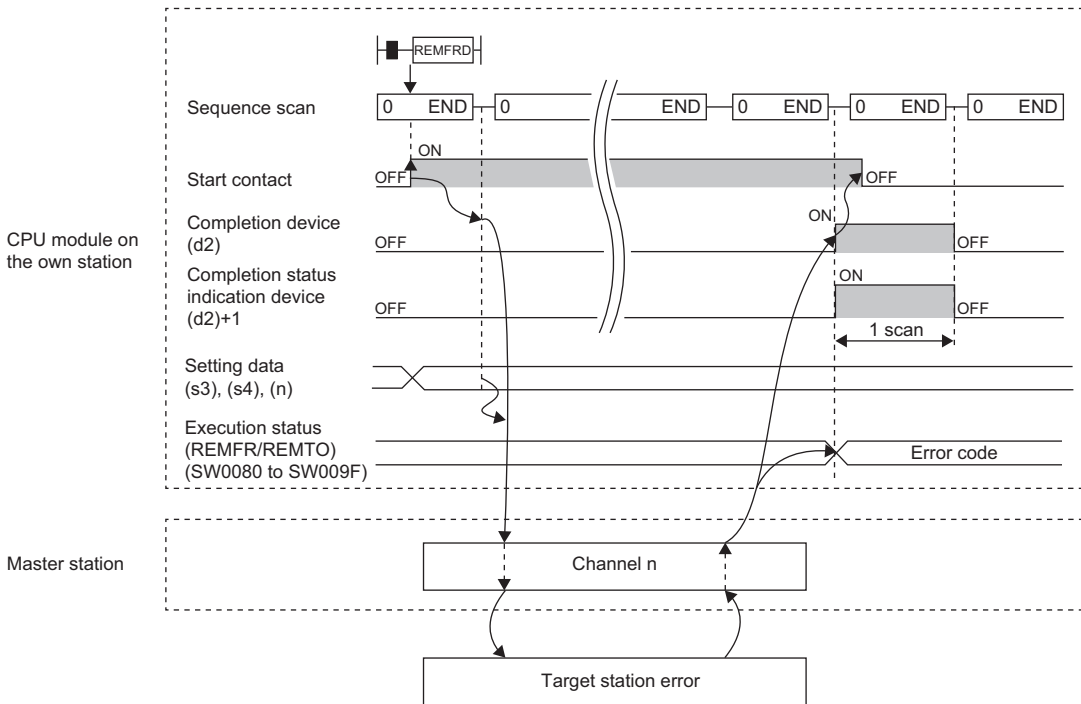 REMFRD
Sequence scan
0 END 0 END 0 END 0 END 0 END
ON
Start contact
OFF
OFF
CPU module on
the own station
Completion device
(d2)
OFF
ON
OFF
Completion status
indication device
(d2)+1
OFF
ON
OFF
1 scan
Setting data
(s3), (s4), (n)
Execution status
(REMFR/REMTO)
(SW0080 to SW009F)
Error code
Master station
Channel n
Target station error